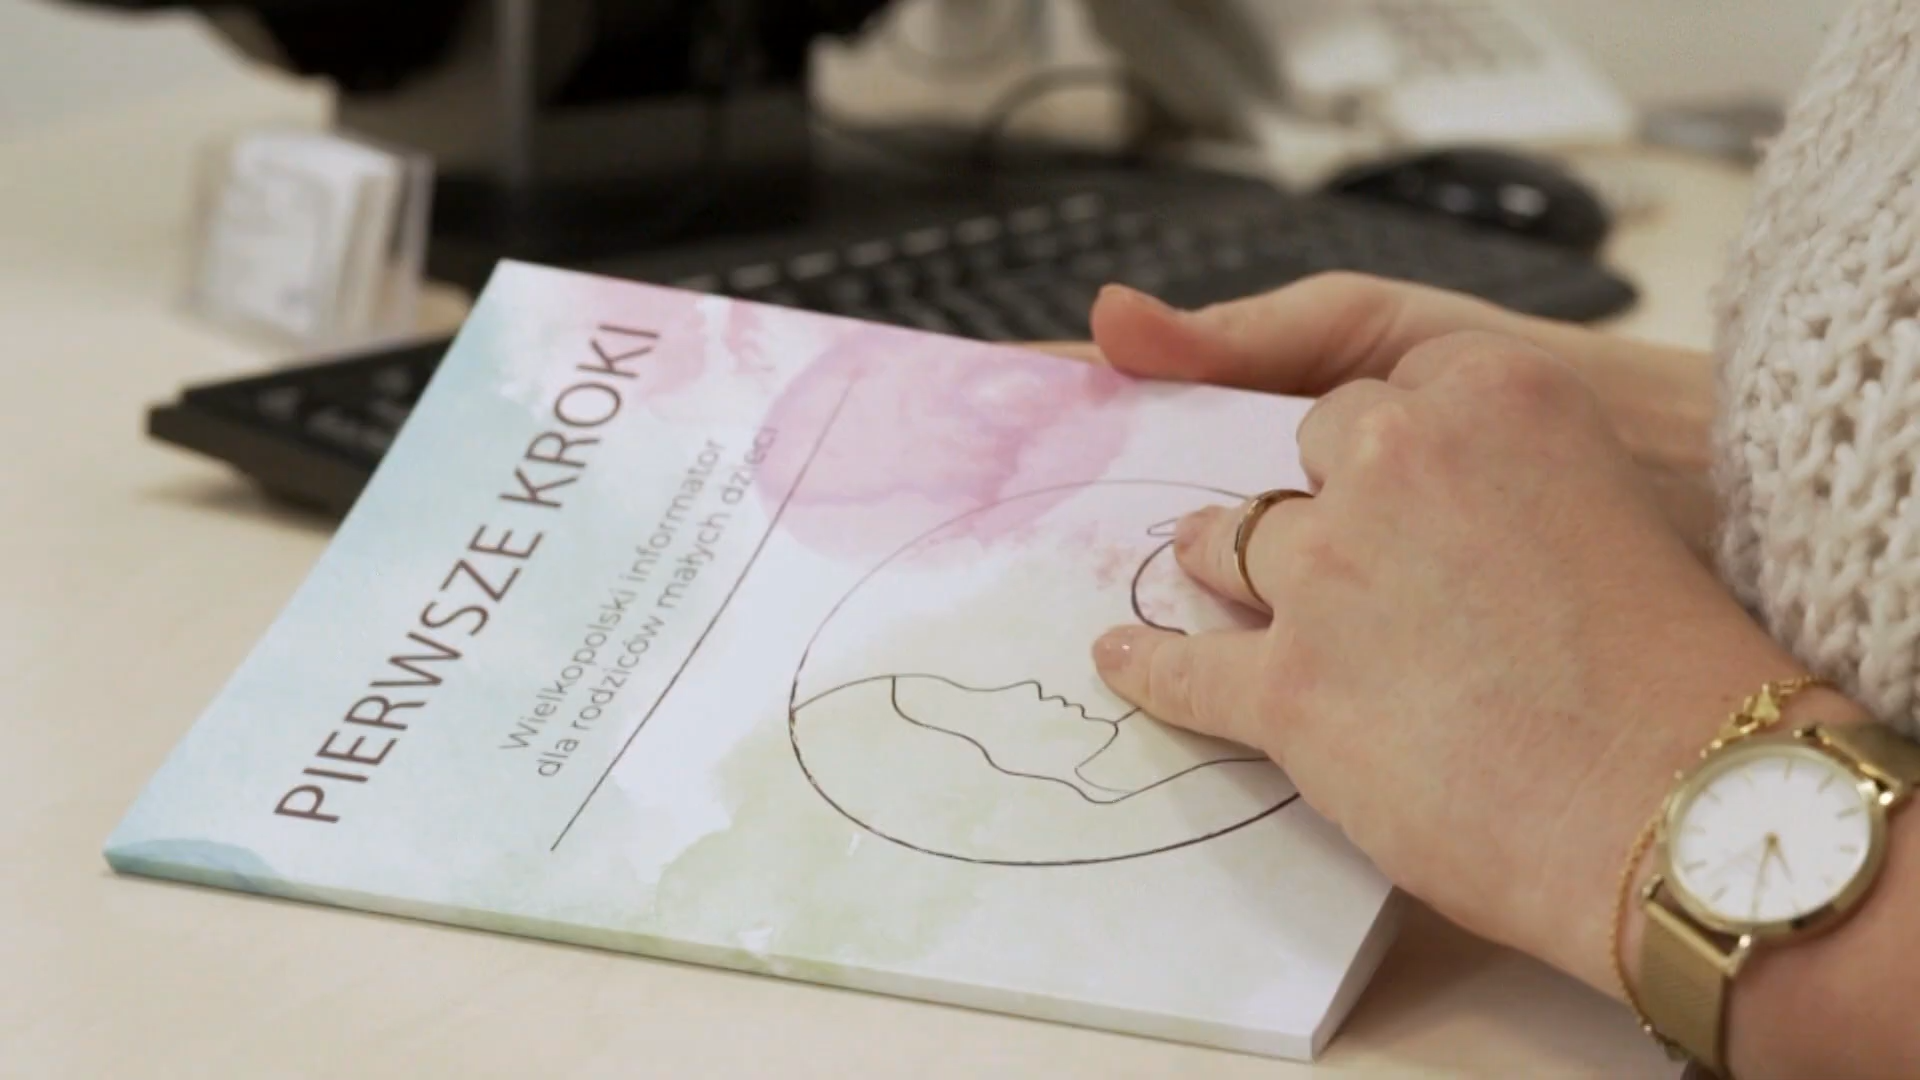 PIERWSZE KROKI
Wielkopolski informator
dla rodziców małych dzieci